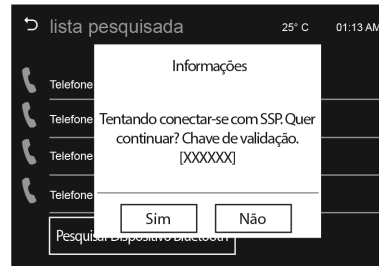 lista pesquisada 25° C 01:13 AM
Informações
Telefone
Telefone
Tentando conectar-se com SSP. Quer
continuar? Chave de validação.
[XXXXXX]
Telefone
Telefone
Sim Não
Pesquisar Dispositivo Bluetooth